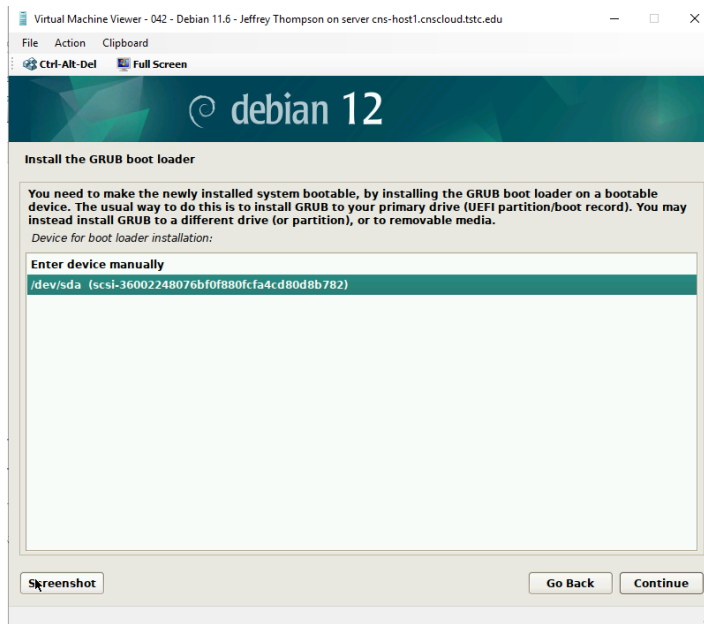 Virtual Machine Viewer - 042 - Debian 11.6 - Jeffrey Thompson on server cns-host1.cnscloud.tstc.edu
File Action Clipboard
Ctrl-Alt-Del Full Screen
debian 12
Install the GRUB boot loader
You need to make the newly installed system bootable, by installing the GRUB boot loader on a bootable
device. The usual way to do this is to install GRUB to your primary drive (UEFI partition/boot record). You may
instead install GRUB to a different drive (or partition), or to removable media.
Device for boot loader installation:
Enter device manually
/dev/sda (scsi-36002248076bf0f880fcfa4cd80d8b782)
Screenshot Go Back Continue